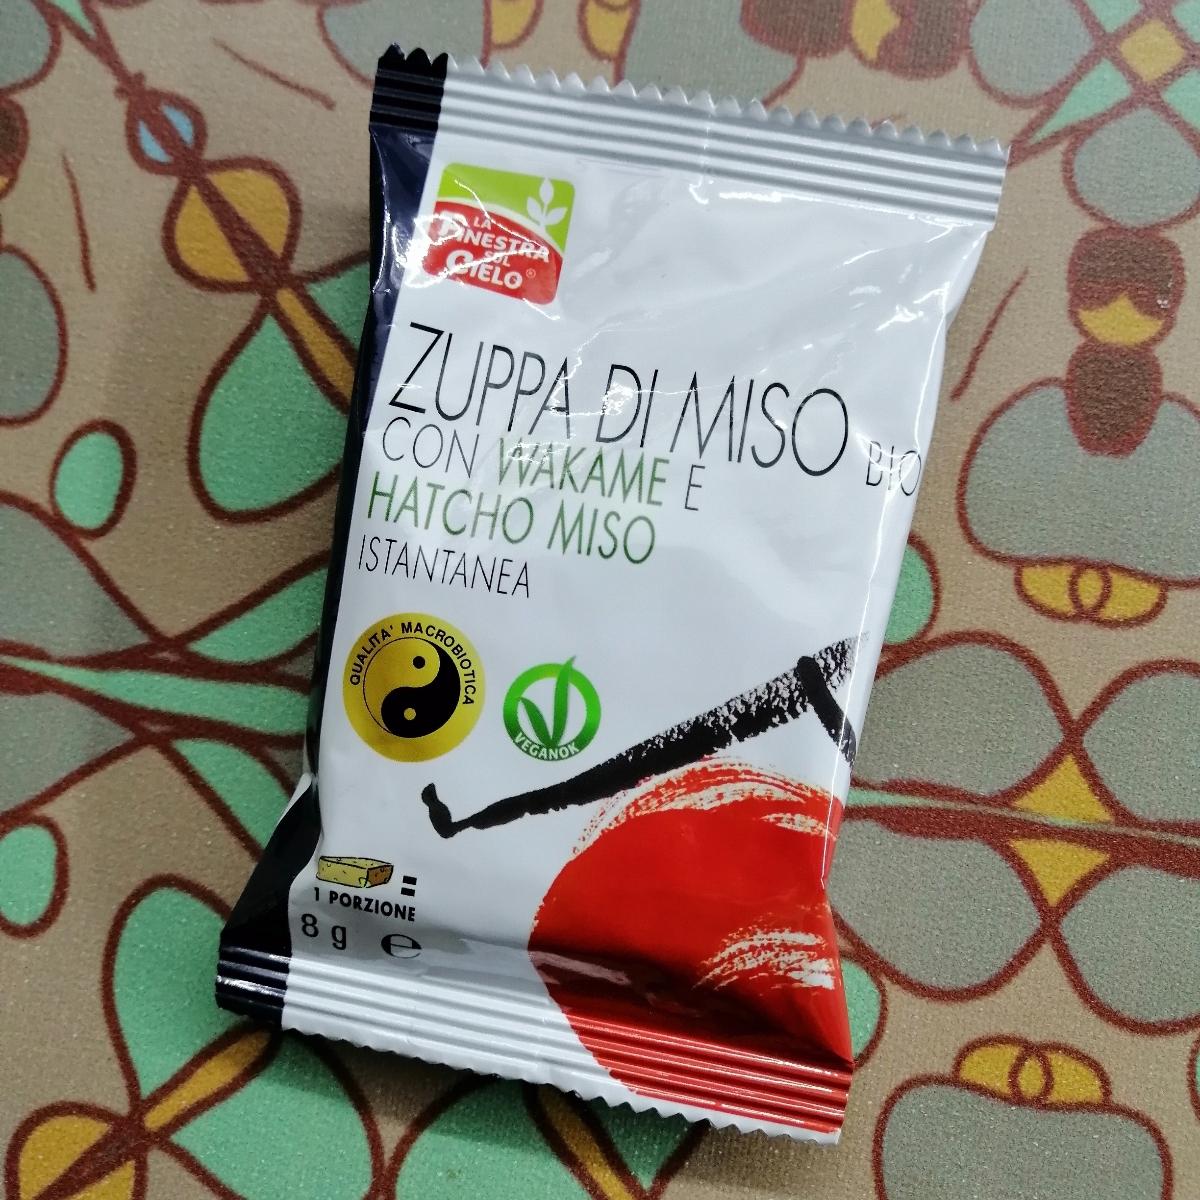 LA
FINESTRA
SUL
CIELO®
ZUPPA DI MISO BIO
CON WAKAME E
HATCHO MISO
ISTANTANEA
QUALITA' MACROBIOTICA
VEGANOK
1 PORZIONE
8 g ℮